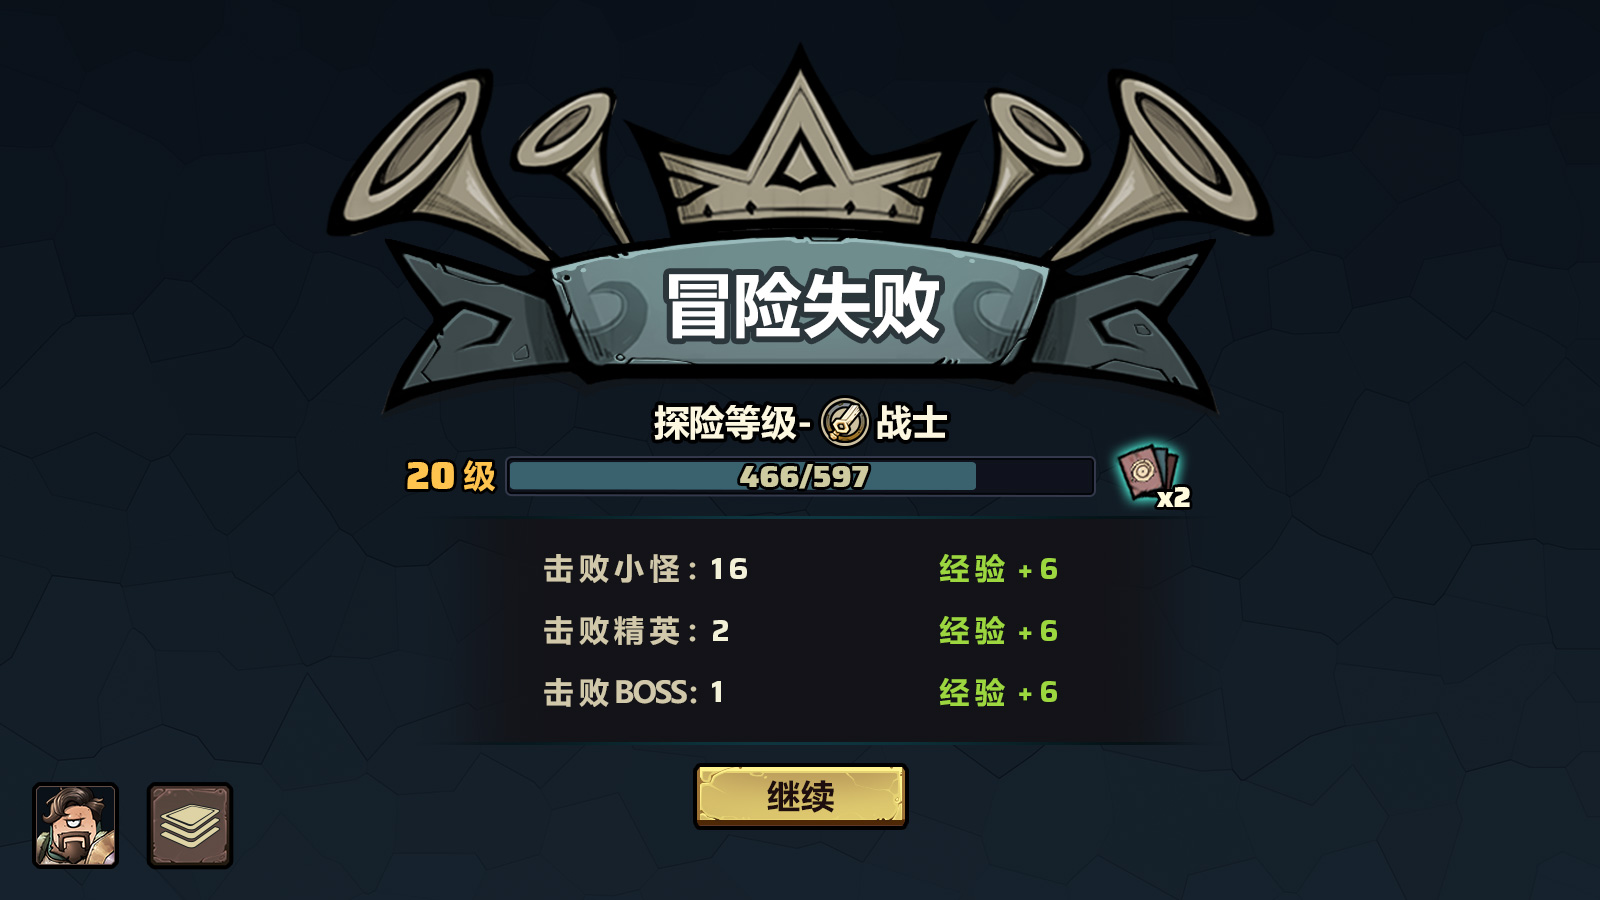 冒险失败
探险等级- 战士
20 级 466/597 x2
击败小怪: 16 经验 + 6
击败精英: 2 经验 + 6
击败BOSS: 1 经验 + 6
继续